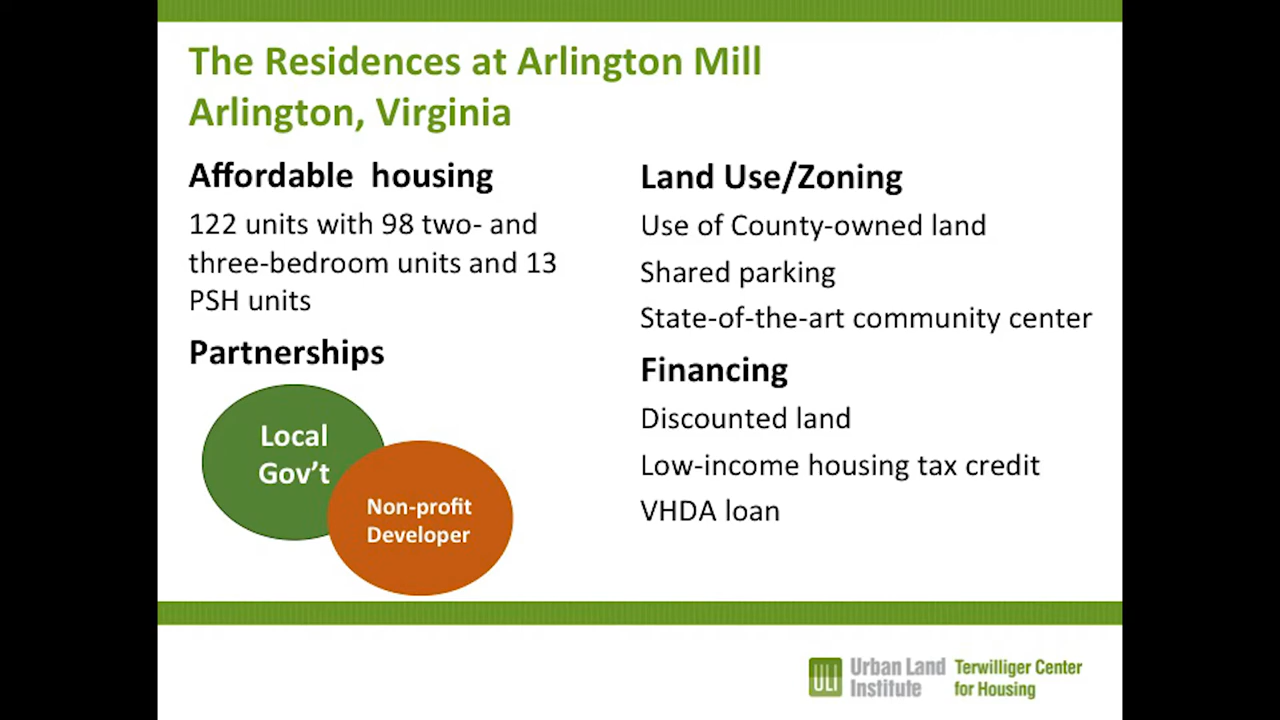 The Residences at Arlington Mill
Arlington, Virginia
Affordable housing
122 units with 98 two- and
three-bedroom units and 13
PSH units
Partnerships
Local
Gov't
Non-profit
Developer
Land Use/Zoning
Use of County-owned land
Shared parking
State-of-the-art community center
Financing
Discounted land
Low-income housing tax credit
VHDA loan
ULI
Urban Land
Institute
Terwilliger Center
for Housing